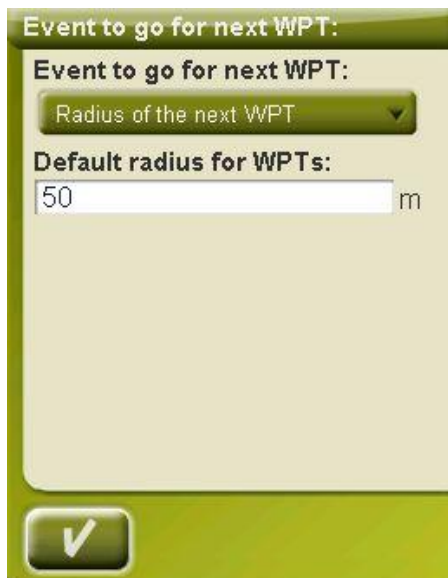 Event to go for next WPT:
Event to go for next WPT:
Radius of the next WPT
Default radius for WPTs:
50 m